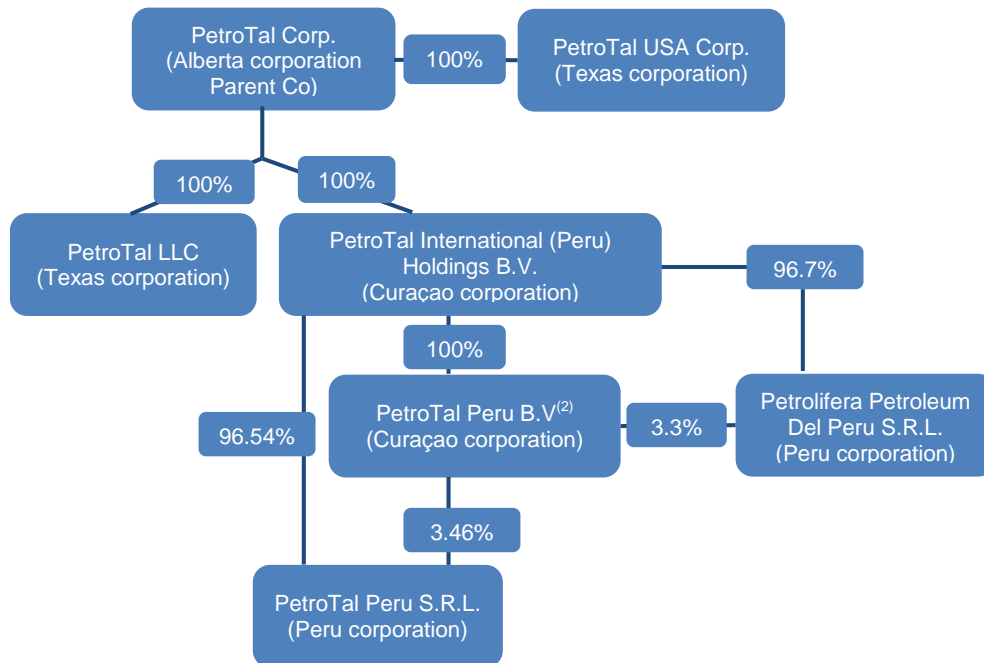 PetroTal Corp.
(Alberta corporation
Parent Co)
100%
PetroTal USA Corp.
(Texas corporation)
100%
100%
PetroTal LLC
(Texas corporation)
PetroTal International (Peru)
Holdings B.V.
(Curaçao corporation)
96.7%
100%
PetroTal Peru B.V(2)
(Curaçao corporation)
3.3%
Petrolifera Petroleum
Del Peru S.R.L.
(Peru corporation)
96.54%
3.46%
PetroTal Peru S.R.L.
(Peru corporation)